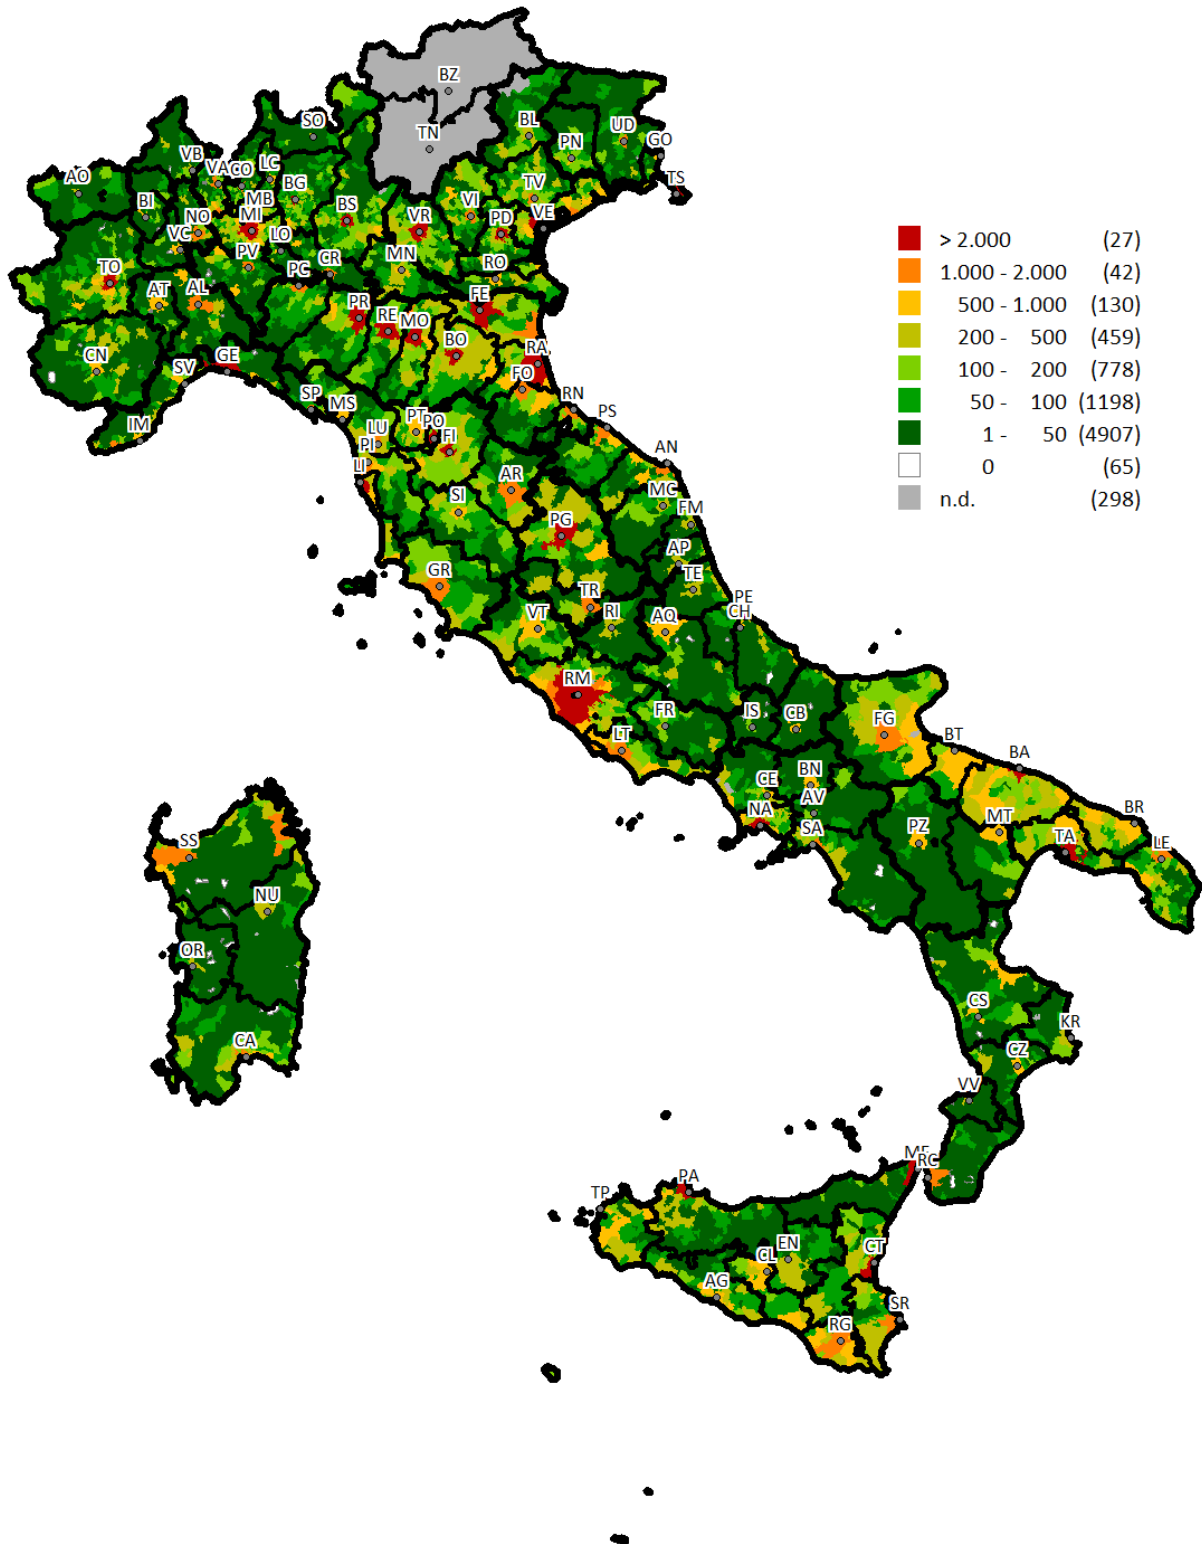 BZ
SO
TN
BL
UD
PN
GO
VB
VA
CO
LC
AO
TS
BG
TV
BI
MB
NO
MI
BS
VI
VR
PD
VE
VC
LO
PV
> 2.000 (27)
TO
PC
CR
MN
RO
1.000 - 2.000 (42)
AT
AL
PR
RE
MO
FE
500 - 1.000 (130)
BO
200 - 500 (459)
CN
SV
GE
RA
100 - 200 (778)
FO
SP
MS
RN
PS
50 - 100 (1198)
IM
LU
PT
PO
FI
1 - 50 (4907)
PI
AN
LI
AR
0 (65)
SI
MC
n.d. (298)
FM
PG
AP
GR
TE
TR
PE
VT
RI
AQ
CH
RM
FR
IS
CB
FG
LT
BT
BA
CE
BN
NA
AV
SA
PZ
MT
BR
TA
LE
SS
NU
OR
CS
KR
CA
CZ
VV
ME
RC
PA
TP
EN
CT
CL
AG
SR
RG